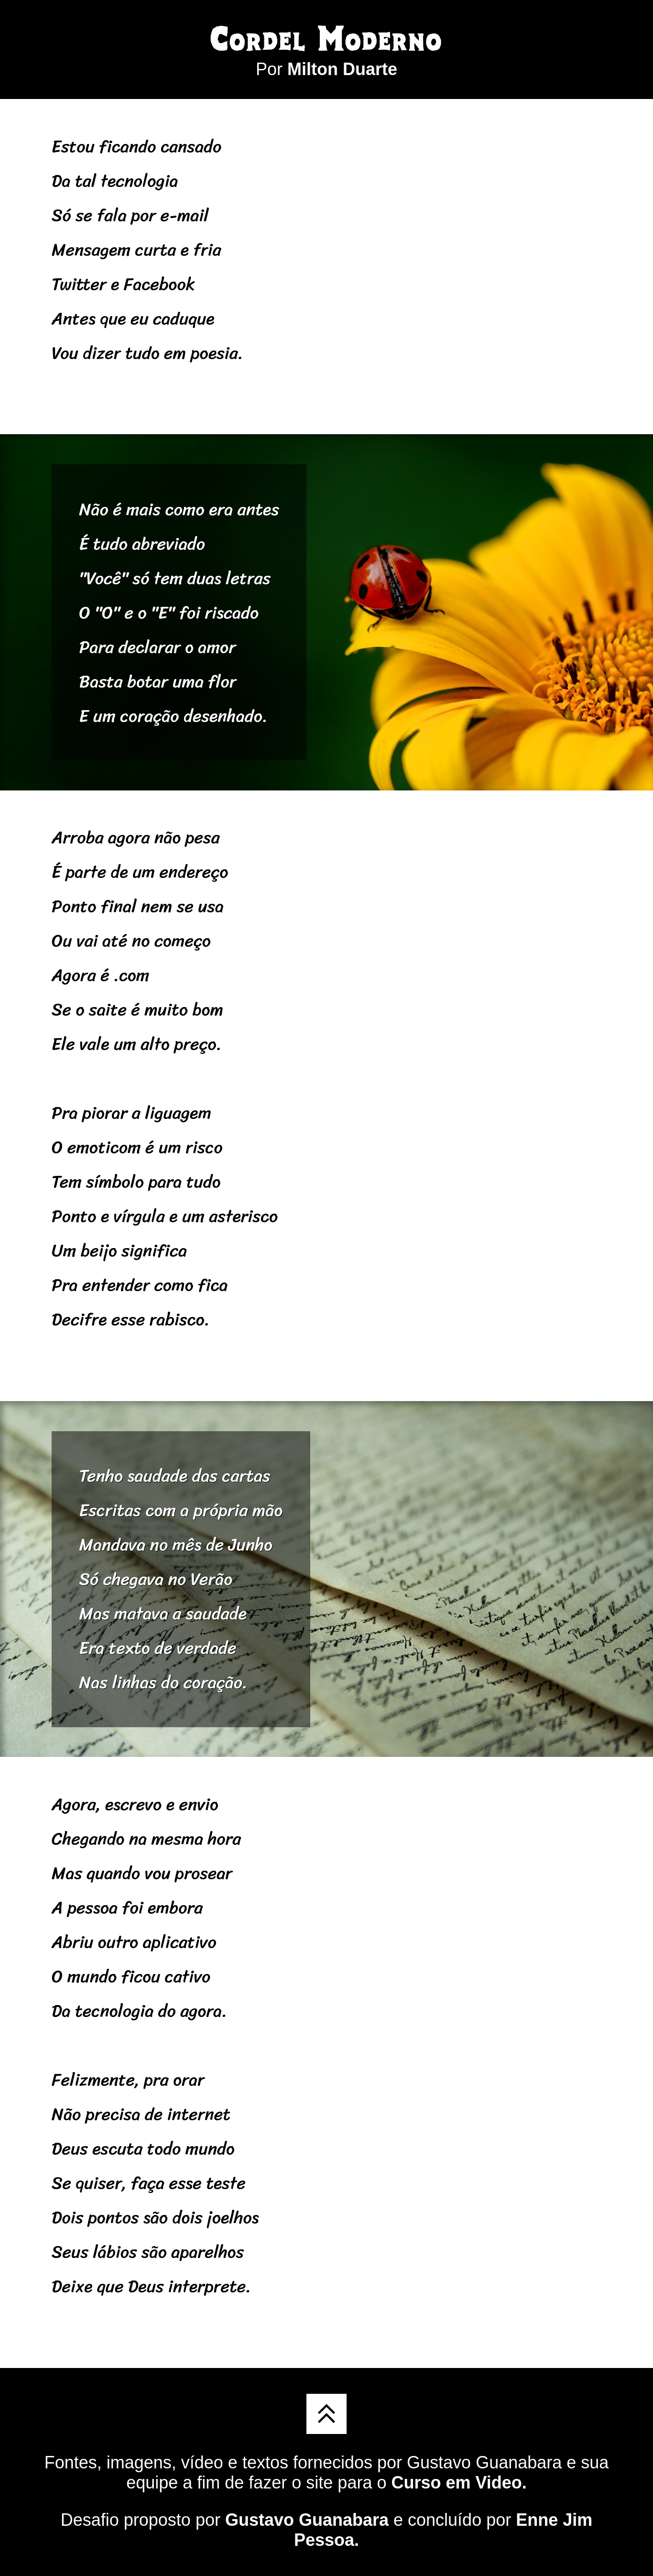 Cordel Moderno
Por Milton Duarte
Estou ficando cansado
Da tal tecnologia
Só se fala por e-mail
Mensagem curta e fria
Twitter e Facebook
Antes que eu caduque
Vou dizer tudo em poesia.
Não é mais como era antes
É tudo abreviado
"Você" só tem duas letras
O "O" e o "E" foi riscado
Para declarar o amor
Basta botar uma flor
E um coração desenhado.
Arroba agora não pesa
É parte de um endereço
Ponto final nem se usa
Ou vai até no começo
Agora é .com
Se o saite é muito bom
Ele vale um alto preço.
Pra piorar a liguagem
O emoticom é um risco
Tem símbolo para tudo
Ponto e vírgula e um asterisco
Um beijo significa
Pra entender como fica
Decifre esse rabisco.
Tenho saudade das cartas
Escritas com a própria mão
Mandava no mês de Junho
Só chegava no Verão
Mas matava a saudade
Era texto de verdade
Nas linhas do coração.
Agora, escrevo e envio
Chegando na mesma hora
Mas quando vou prosear
A pessoa foi embora
Abriu outro aplicativo
O mundo ficou cativo
Da tecnologia do agora.
Felizmente, pra orar
Não precisa de internet
Deus escuta todo mundo
Se quiser, faça esse teste
Dois pontos são dois joelhos
Seus lábios são aparelhos
Deixe que Deus interprete.
Fontes, imagens, vídeo e textos fornecidos por Gustavo Guanabara e sua
equipe a fim de fazer o site para o Curso em Video.
Desafio proposto por Gustavo Guanabara e concluído por Enne Jim
Pessoa.